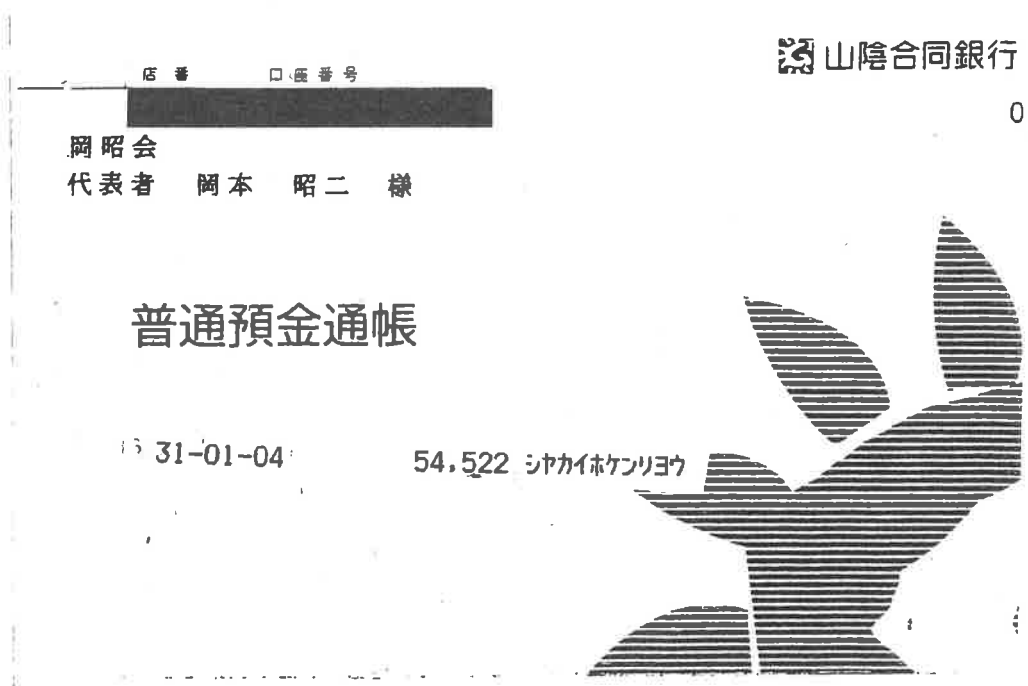 山陰合同銀行
店番 口座番号
0
岡昭会
代表者 岡本 昭二 様
普通預金通帳
31-01-04 54,522 シヤカイホケンリヨウ